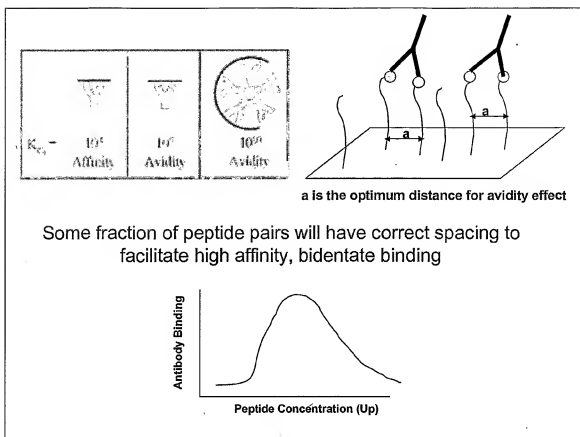 a
a
Affinity
Avidity
Avidity
a is the optimum distance for avidity effect
Some fraction of peptide pairs will have correct spacing to
facilitate high affinity, bidentate binding
Antibody Binding
Peptide Concentration (Up)